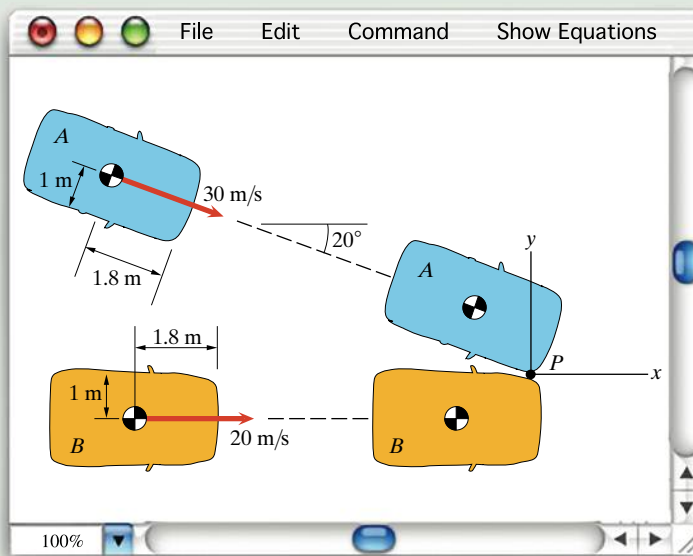 File Edit Command Show Equations
A
1 m
30 m/s
1.8 m
20°
A
y
P
x
1.8 m
1 m
B
20 m/s
B
100%